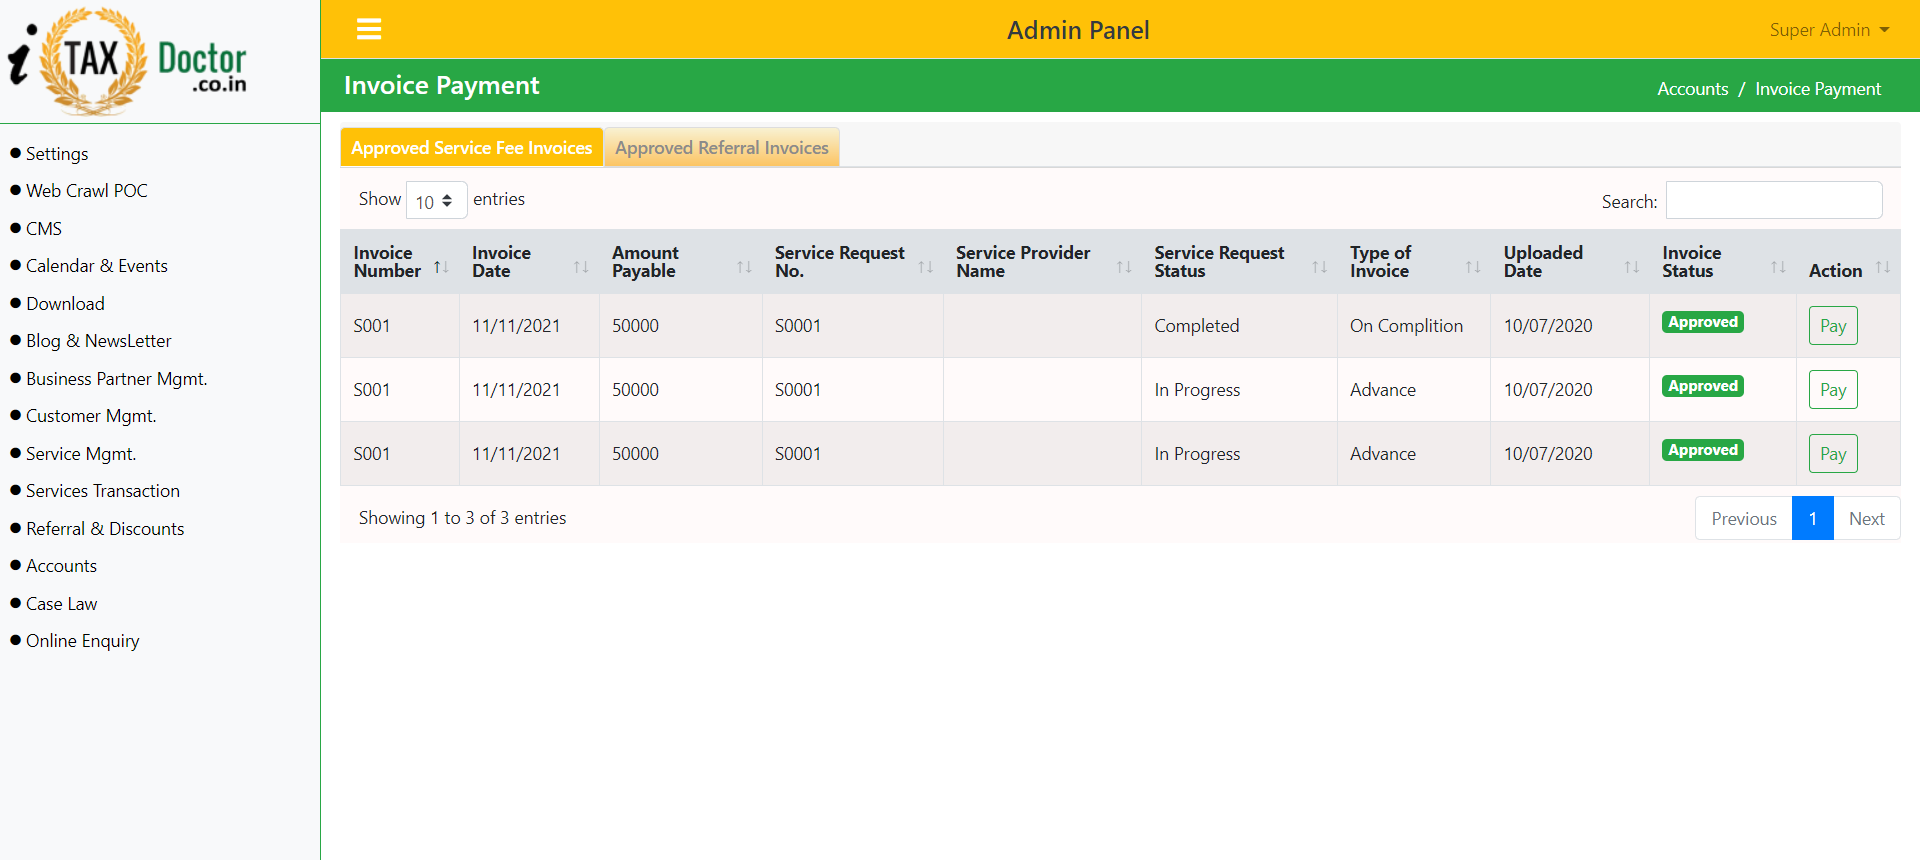 i TAX Doctor
.co.in
Admin Panel
Super Admin
Invoice Payment
Accounts / Invoice Payment
Settings
Web Crawl POC
CMS
Calendar & Events
Download
Blog & NewsLetter
Business Partner Mgmt.
Customer Mgmt.
Service Mgmt.
Services Transaction
Referral & Discounts
Accounts
Case Law
Online Enquiry
Approved Service Fee Invoices Approved Referral Invoices
Show 10 entries Search:
Invoice Number Invoice Date Amount Payable Service Request No. Service Provider Name Service Request Status Type of Invoice Uploaded Date Invoice Status Action
S001 11/11/2021 50000 S0001 Completed On Complition 10/07/2020 Approved Pay
S001 11/11/2021 50000 S0001 In Progress Advance 10/07/2020 Approved Pay
S001 11/11/2021 50000 S0001 In Progress Advance 10/07/2020 Approved Pay
Showing 1 to 3 of 3 entries Previous 1 Next